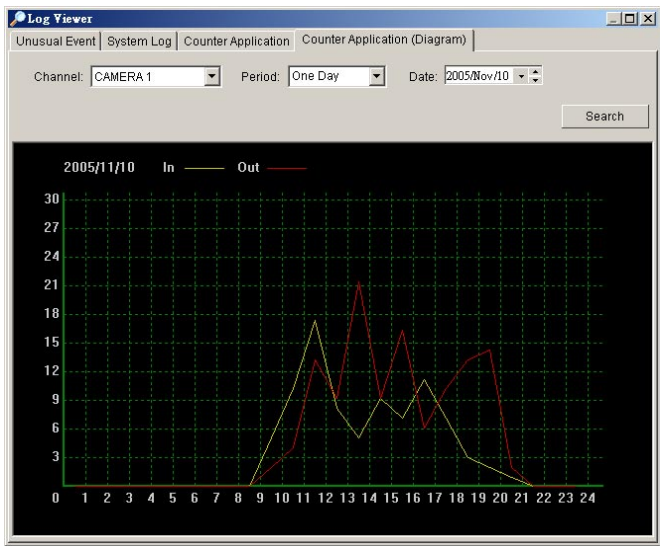 Log Viewer
Unusual Event System Log Counter Application Counter Application (Diagram)
Channel: CAMERA 1 Period: One Day Date: 2005/Nov/10
Search
2005/11/10 In Out
30
27
24
21
18
15
12
9
6
3
0 1 2 3 4 5 6 7 8 9 10 11 12 13 14 15 16 17 18 19 20 21 22 23 24